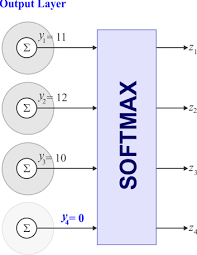 Output Layer
Σ y₁= 11 z₁
Σ y₂= 12 z₂
Σ y₃= 10 z₃
Σ y₄= 0 z₄
SOFTMAX